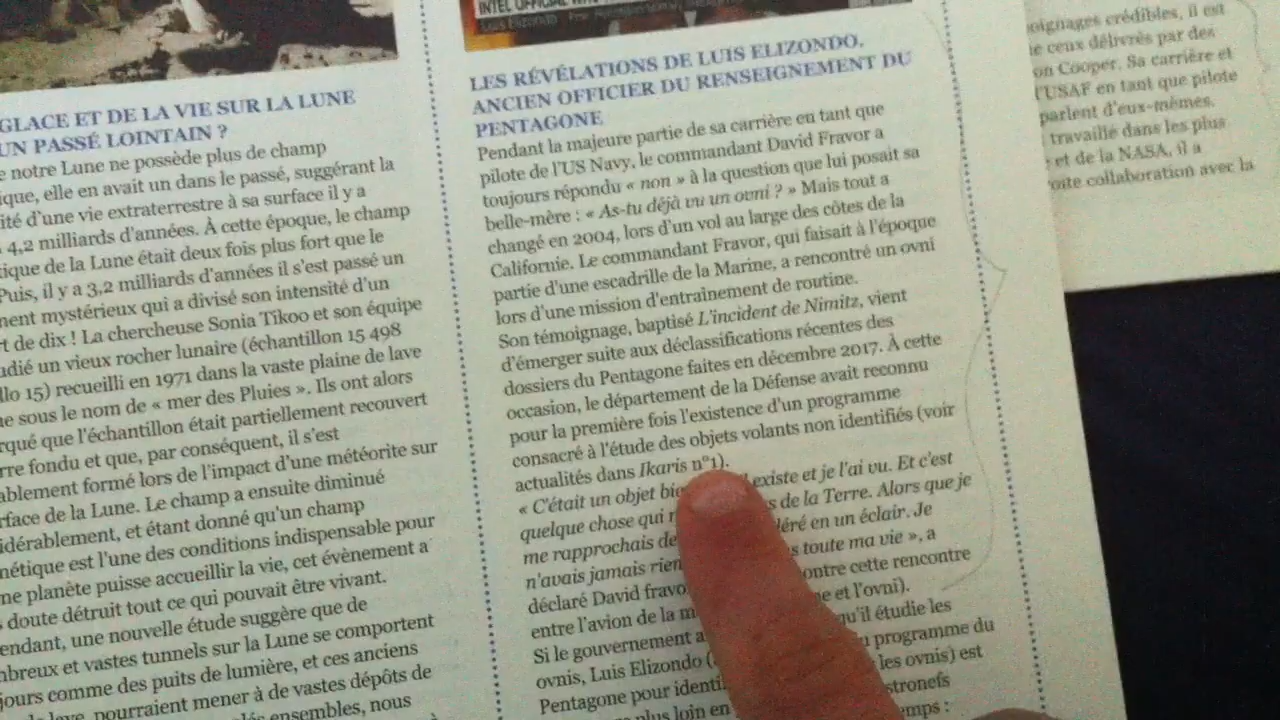 INTEL OFFICIAL
Luis Elizondo
GLACE ET DE LA VIE SUR LA LUNE
UN PASSÉ LOINTAIN ?
e notre Lune ne possède plus de champ
ique, elle en avait un dans le passé, suggérant la
ité d'une vie extraterrestre à sa surface il y a
4,2 milliards d'années. À cette époque, le champ
ique de la Lune était deux fois plus fort que le
Puis, il y a 3,2 milliards d'années il s'est passé un
ment mystérieux qui a divisé son intensité d'un
t de dix ! La chercheuse Sonia Tikoo et son équipe
udié un vieux rocher lunaire (échantillon 15 498
llo 15) recueilli en 1971 dans la vaste plaine de lave
e sous le nom de « mer des Pluies ». Ils ont alors
rqué que l'échantillon était partiellement recouvert
rre fondu et que, par conséquent, il s'est
ablement formé lors de l'impact d'une météorite sur
rface de la Lune. Le champ a ensuite diminué
idérablement, et étant donné qu'un champ
nétique est l'une des conditions indispensable pour
ne planète puisse accueillir la vie, cet évènement a
doute détruit tout ce qui pouvait être vivant.
endant, une nouvelle étude suggère que de
mbreux et vastes tunnels sur la Lune se comportent
jours comme des puits de lumière, et ces anciens
de lave, pourraient mener à de vastes dépôts de
ensembles, nous
LES RÉVÉLATIONS DE LUIS ELIZONDO,
ANCIEN OFFICIER DU RENSEIGNEMENT DU
PENTAGONE
Pendant la majeure partie de sa carrière en tant que
pilote de l'US Navy, le commandant David Fravor a
toujours répondu « non » à la question que lui posait sa
belle-mère : « As-tu déjà vu un ovni ? » Mais tout a
changé en 2004, lors d'un vol au large des côtes de la
Californie. Le commandant Fravor, qui faisait à l'époque
partie d'une escadrille de la Marine, a rencontré un ovni
lors d'une mission d'entraînement de routine.
Son témoignage, baptisé L'incident de Nimitz, vient
d'émerger suite aux déclassifications récentes des
dossiers du Pentagone faites en décembre 2017. À cette
occasion, le département de la Défense avait reconnu
pour la première fois l'existence d'un programme
consacré à l'étude des objets volants non identifiés (voir
actualités dans Ikaris n°1).
« C'était un objet bie existe et je l'ai vu. Et c'est
quelque chose qui n s de la Terre. Alors que je
me rapprochais de léré en un éclair. Je
n'avais jamais rien s toute ma vie », a
déclaré David fravo ontre cette rencontre
entre l'avion de la m ne et l'ovni).
Si le gouvernement a qu'il étudie les
ovnis, Luis Elizondo ( u programme du
Pentagone pour identi les ovnis) est
plus loin en stronefs
emps :
oignages crédibles, il est
e ceux délivrés par des
on Cooper. Sa carrière et
l'USAF en tant que pilote
parlent d'eux-mêmes.
travaillé dans les plus
et de la NASA, il a
oite collaboration avec la